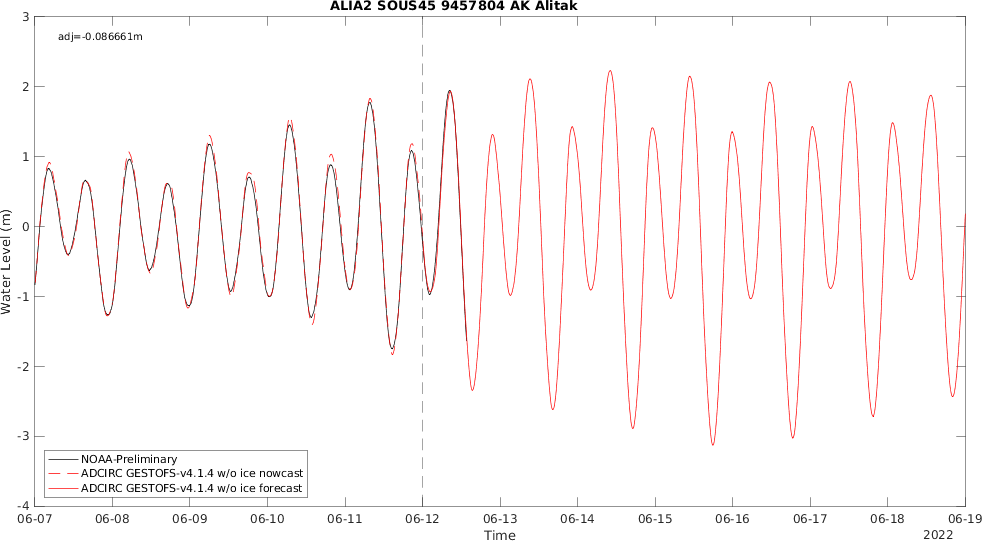 ALIA2 SOUS45 9457804 AK Alitak
adj=-0.086661m
Water Level (m)
3
2
1
0
-1
-2
-3
-4
NOAA-Preliminary
ADCIRC GESTOFS-v4.1.4 w/o ice nowcast
ADCIRC GESTOFS-v4.1.4 w/o ice forecast
06-07 06-08 06-09 06-10 06-11 06-12 06-13 06-14 06-15 06-16 06-17 06-18 06-19
Time
2022